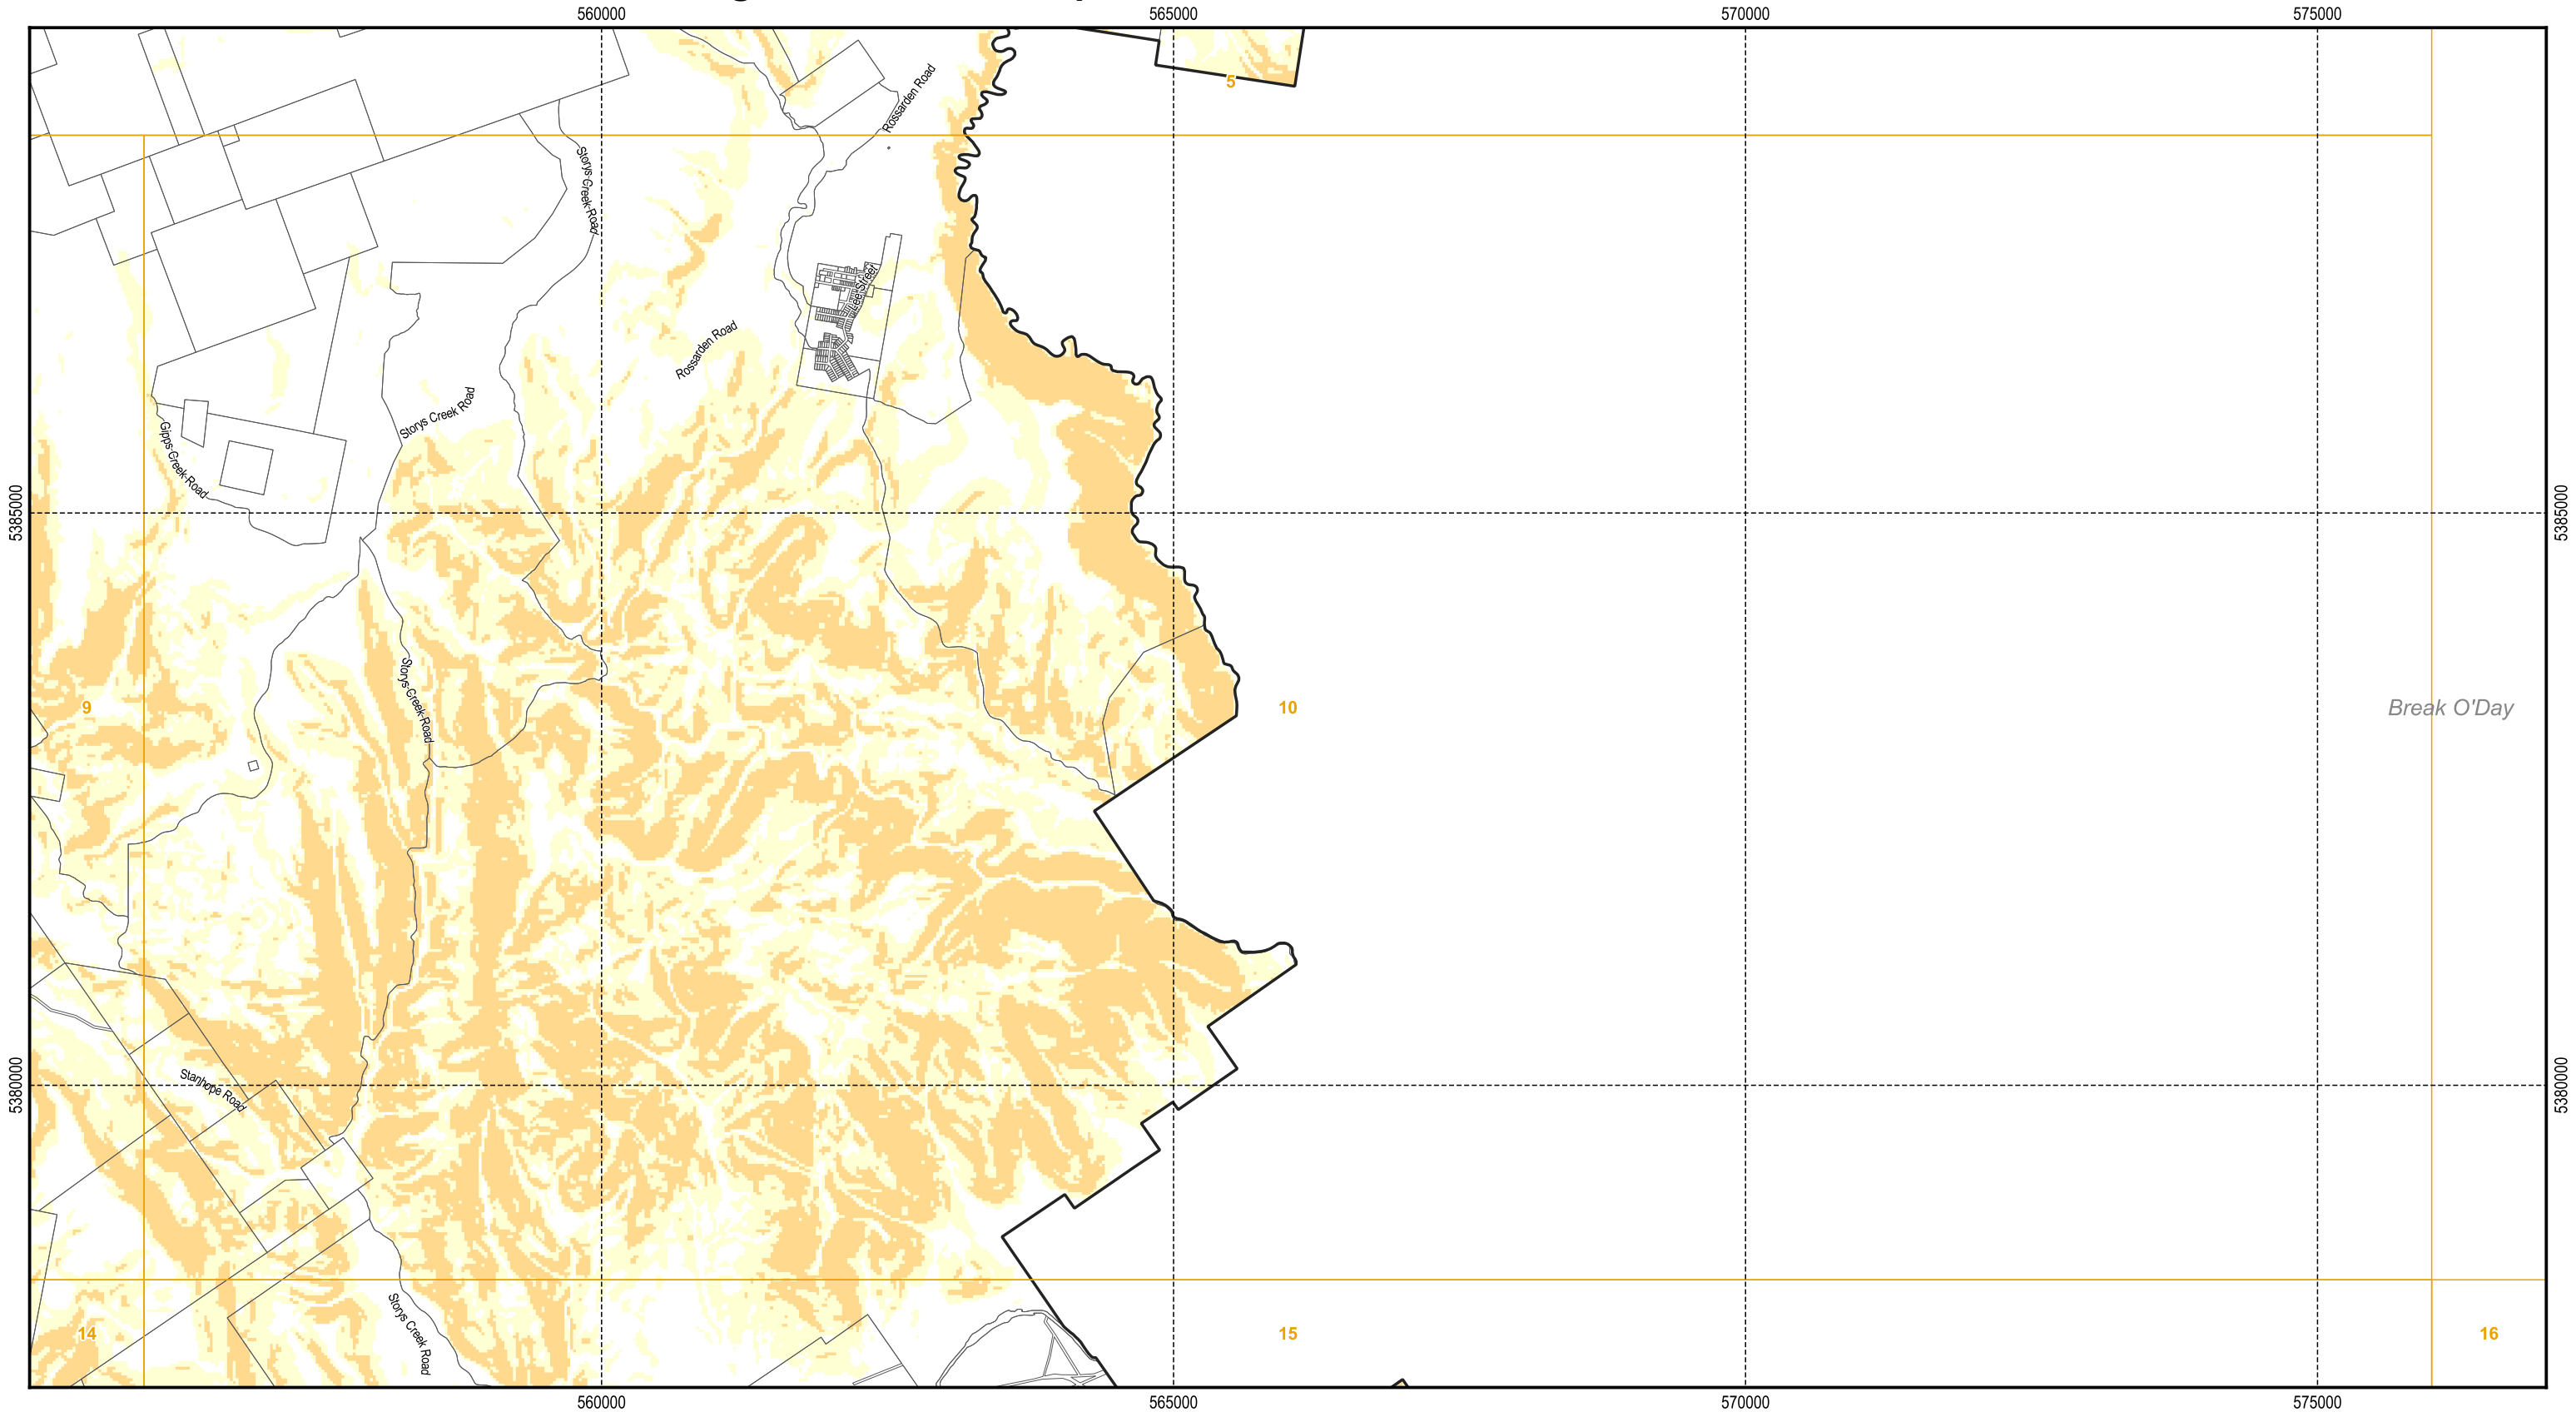 560000
565000
570000
575000
5
Rossarden Road
Storys Creek Road
Lee Street
Rossarden Road
Storys Creek Road
Gipps Creek Road
5385000
5385000
Storys Creek Road
9
10
Break O'Day
5380000
5380000
Stanhope Road
Storys Creek Road
14
15
16
560000
565000
570000
575000